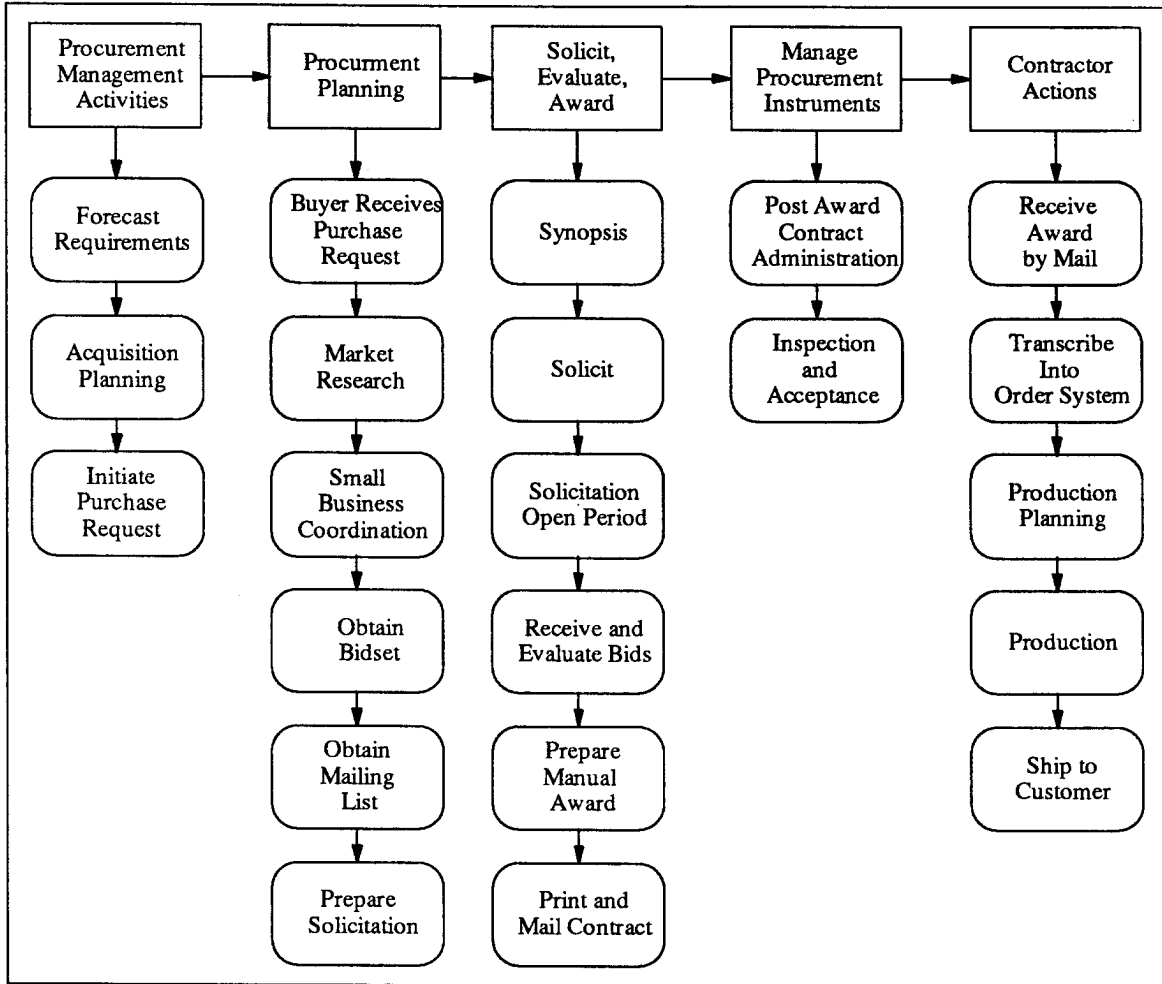 Procurement
Management
Activities
Procurment
Planning
Solicit,
Evaluate,
Award
Manage
Procurement
Instruments
Contractor
Actions
Forecast
Requirements
Acquisition
Planning
Initiate
Purchase
Request
Buyer Receives
Purchase
Request
Market
Research
Small
Business
Coordination
Obtain
Bidset
Obtain
Mailing
List
Prepare
Solicitation
Synopsis
Solicit
Solicitation
Open Period
Receive and
Evaluate Bids
Prepare
Manual
Award
Print and
Mail Contract
Post Award
Contract
Administration
Inspection
and
Acceptance
Receive
Award
by Mail
Transcribe
Into
Order System
Production
Planning
Production
Ship to
Customer